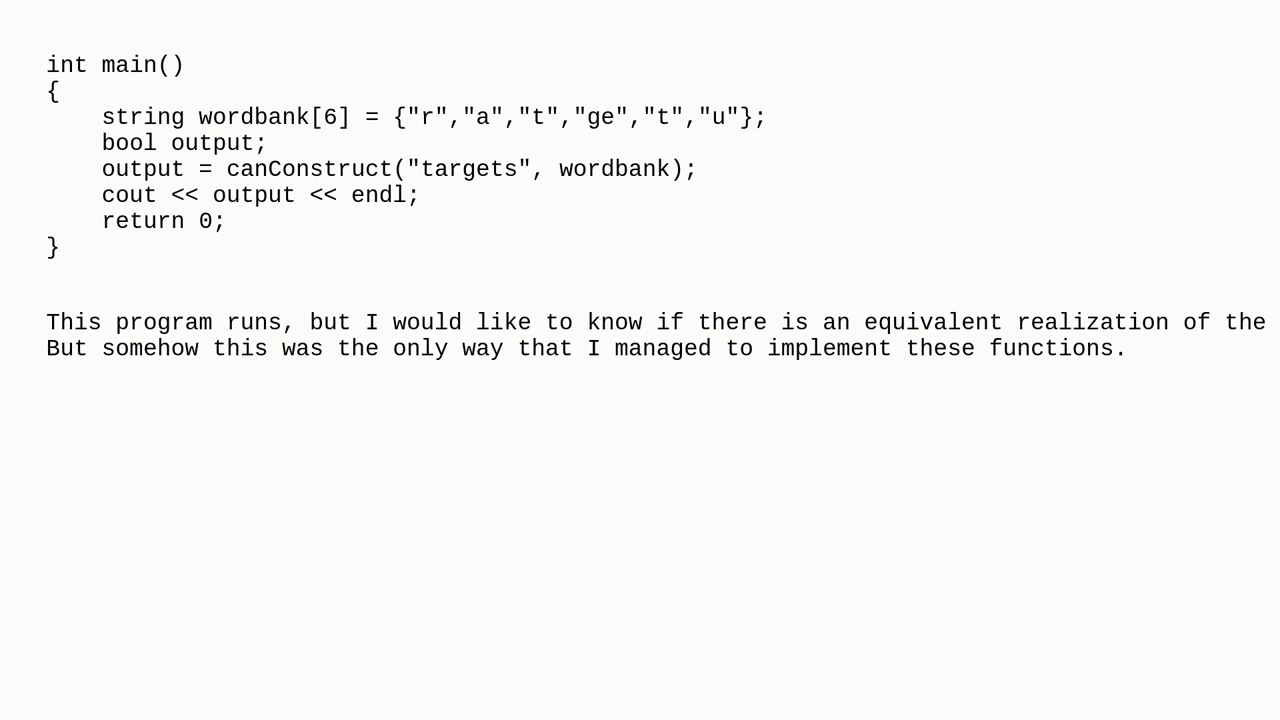 int main()
{
    string wordbank[6] = {"r","a","t","ge","t","u"};
    bool output;
    output = canConstruct("targets", wordbank);
    cout << output << endl;
    return 0;
}
This program runs, but I would like to know if there is an equivalent realization of the
But somehow this was the only way that I managed to implement these functions.